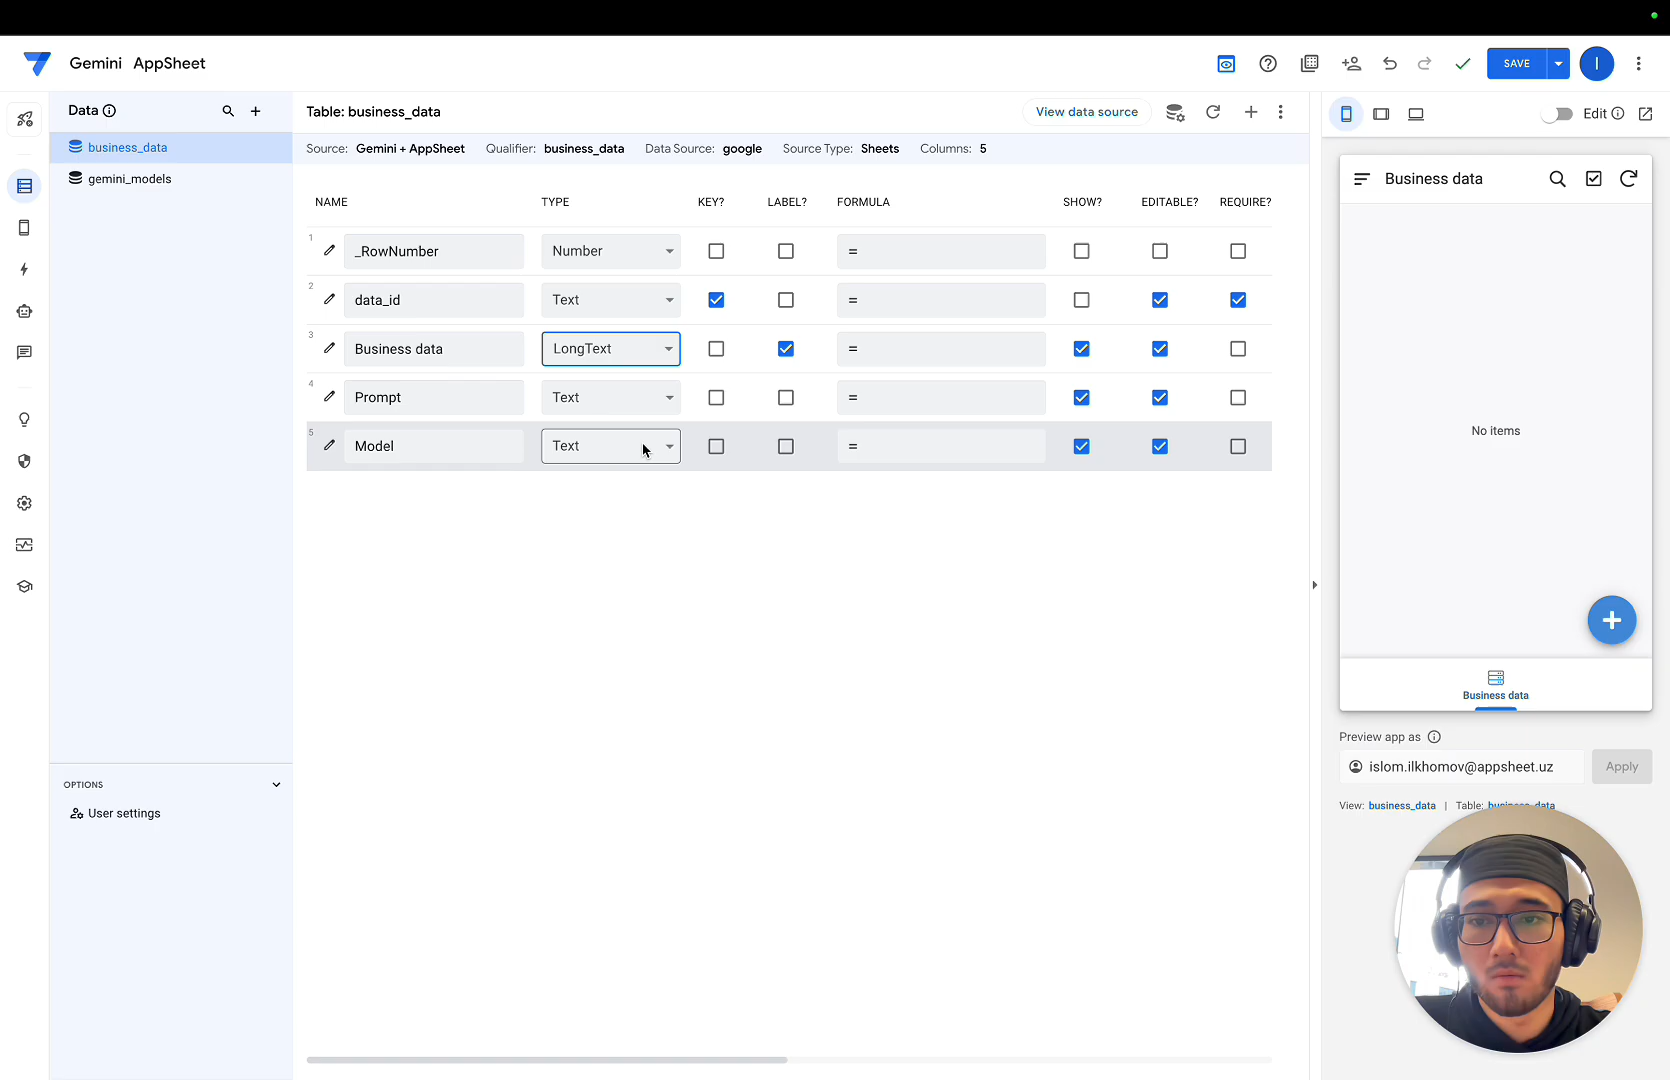 Gemini AppSheet
SAVE
I
Data
business_data
gemini_models
OPTIONS
User settings
Table: business_data
View data source
Source: Gemini + AppSheet Qualifier: business_data Data Source: google Source Type: Sheets Columns: 5
NAME TYPE KEY? LABEL? FORMULA SHOW? EDITABLE? REQUIRE?
1 _RowNumber Number =
2 data_id Text =
3 Business data LongText =
4 Prompt Text =
5 Model Text =
Edit
Business data
No items
Business data
Preview app as
islom.ilkhomov@appsheet.uz Apply
View: business_data | Table: business_data